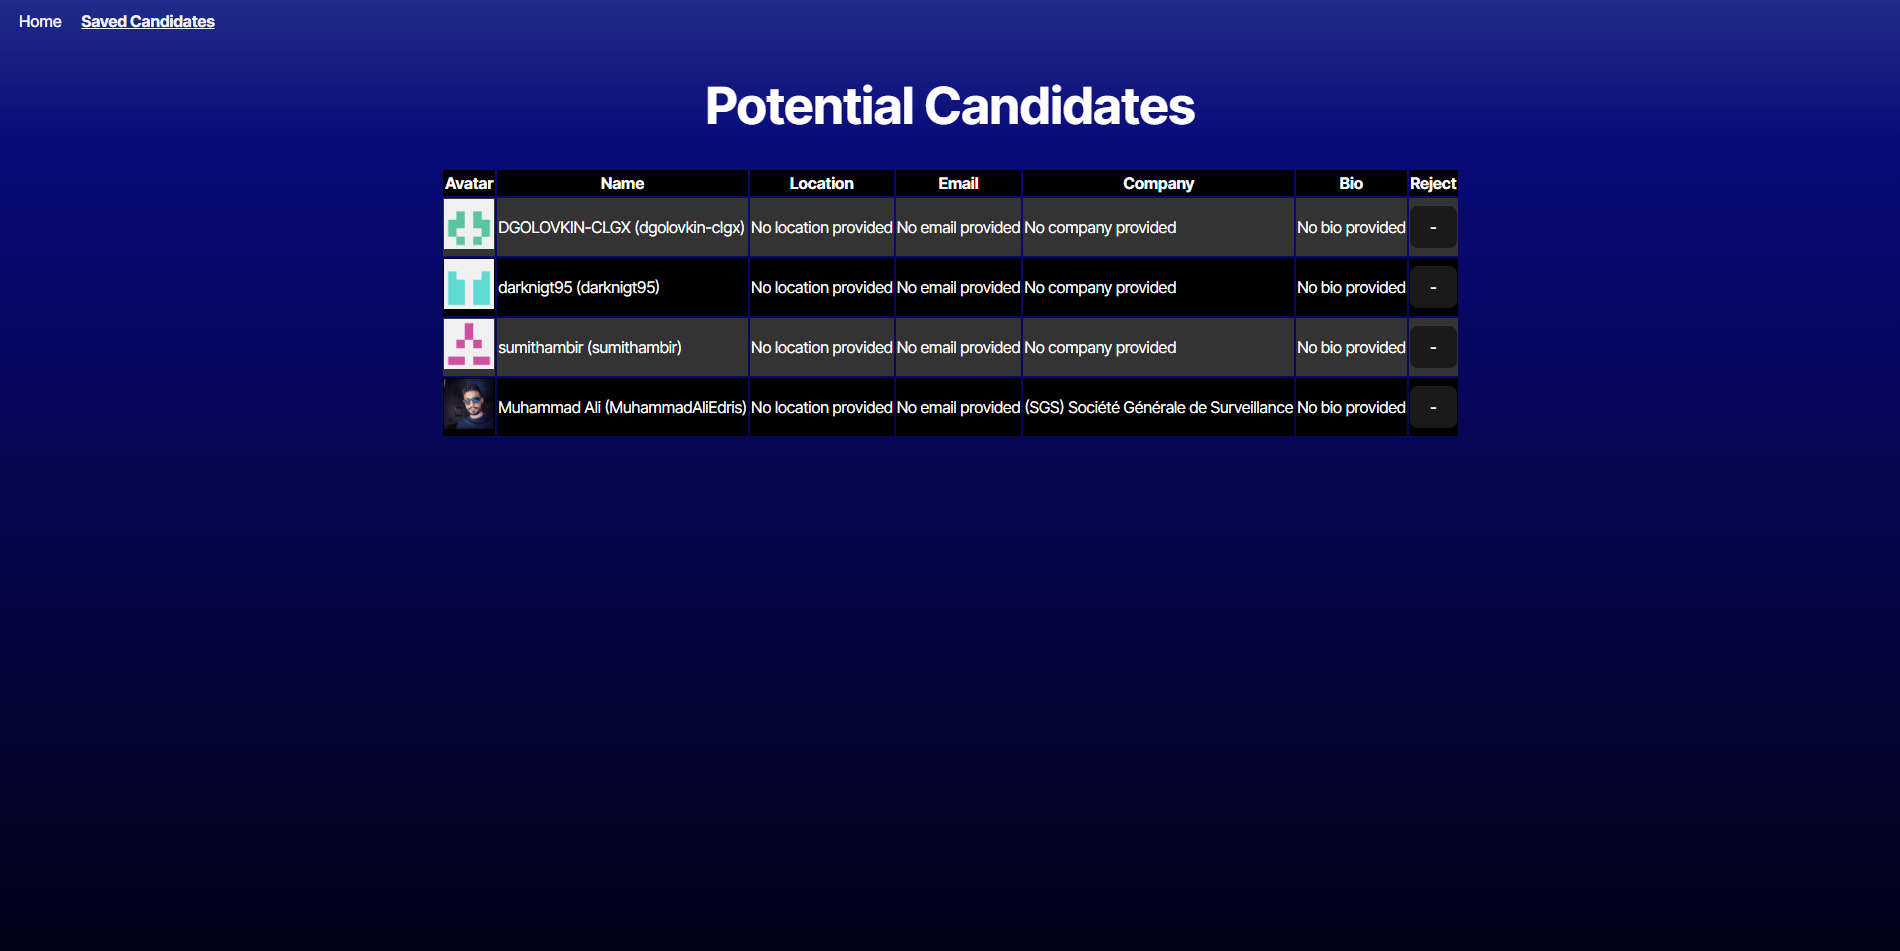 Home Saved Candidates
Potential Candidates
Avatar Name Location Email Company Bio Reject
DGOLOVKIN-CLGX (dgolovkin-clgx) No location provided No email provided No company provided No bio provided -
darknigt95 (darknigt95) No location provided No email provided No company provided No bio provided -
sumithambir (sumithambir) No location provided No email provided No company provided No bio provided -
Muhammad Ali (MuhammadAliEdris) No location provided No email provided (SGS) Société Générale de Surveillance No bio provided -